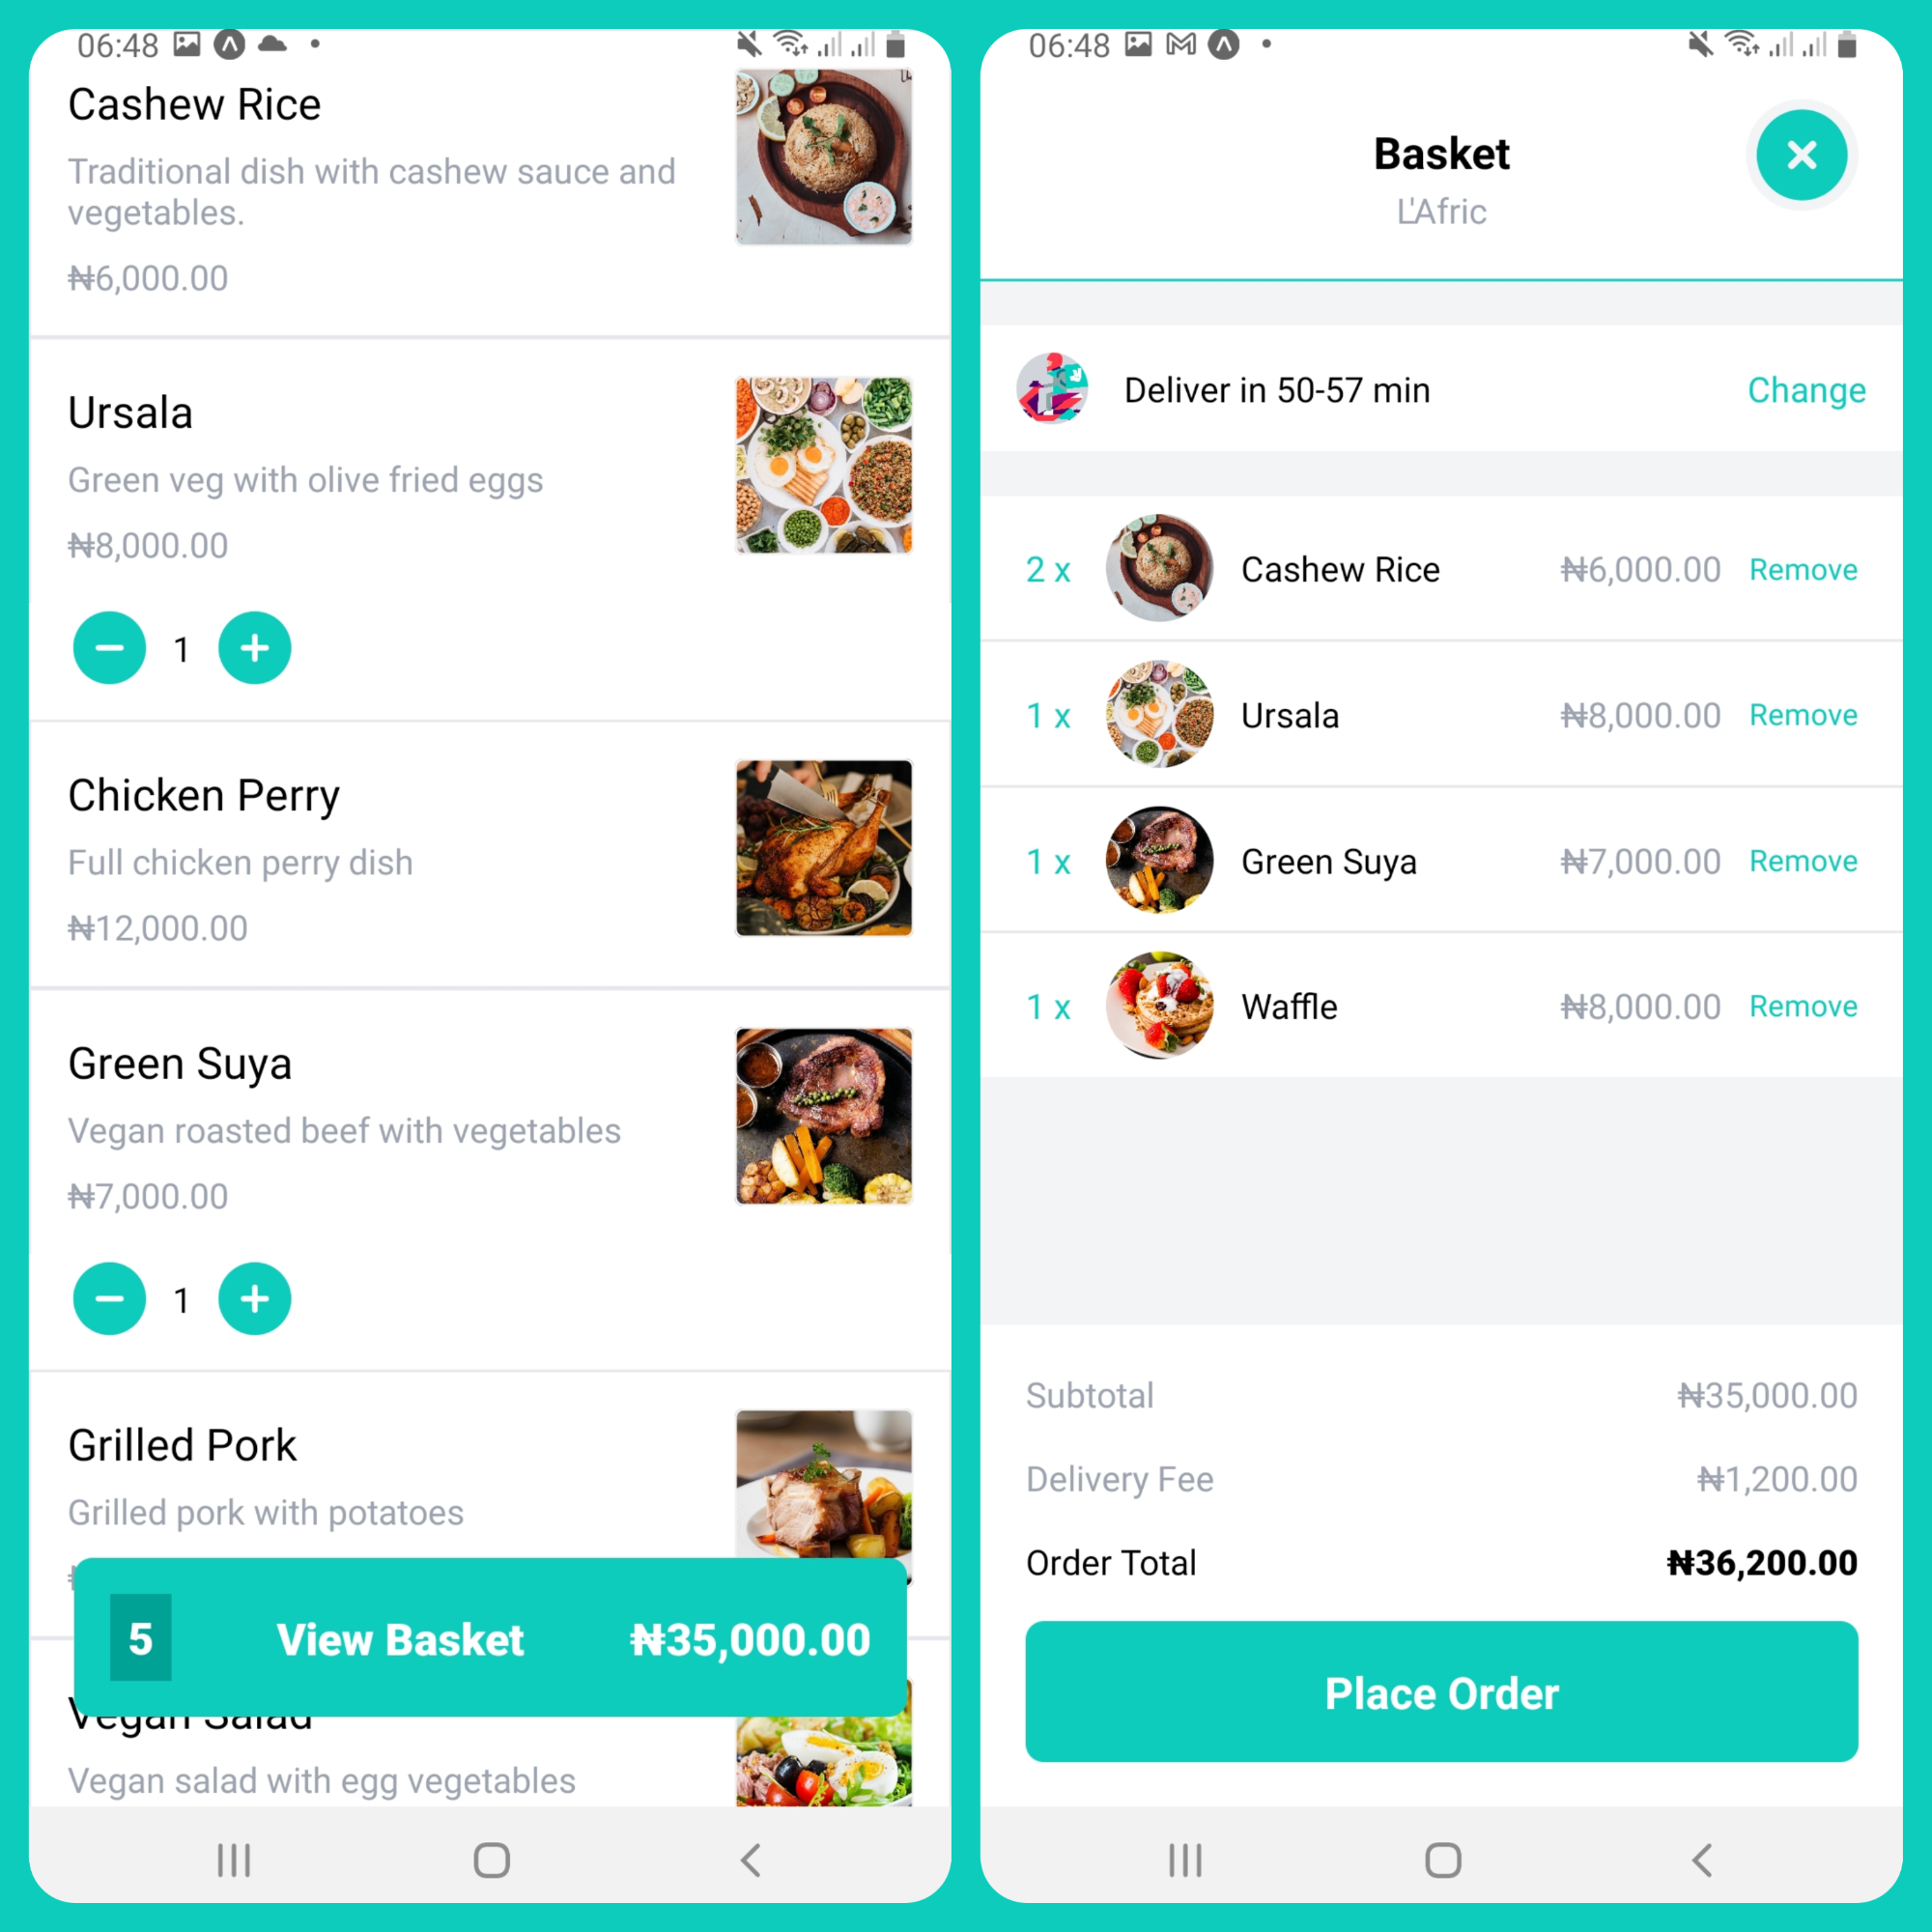 06:48
Cashew Rice
Traditional dish with cashew sauce and
vegetables.
₦6,000.00
Ursala
Green veg with olive fried eggs
₦8,000.00
1
Chicken Perry
Full chicken perry dish
₦12,000.00
Green Suya
Vegan roasted beef with vegetables
₦7,000.00
1
Grilled Pork
Grilled pork with potatoes
5 View Basket ₦35,000.00
Vegan Salad
Vegan salad with egg vegetables
06:48
Basket
L'Afric
Deliver in 50-57 min Change
2 x Cashew Rice ₦6,000.00 Remove
1 x Ursala ₦8,000.00 Remove
1 x Green Suya ₦7,000.00 Remove
1 x Waffle ₦8,000.00 Remove
Subtotal ₦35,000.00
Delivery Fee ₦1,200.00
Order Total ₦36,200.00
Place Order